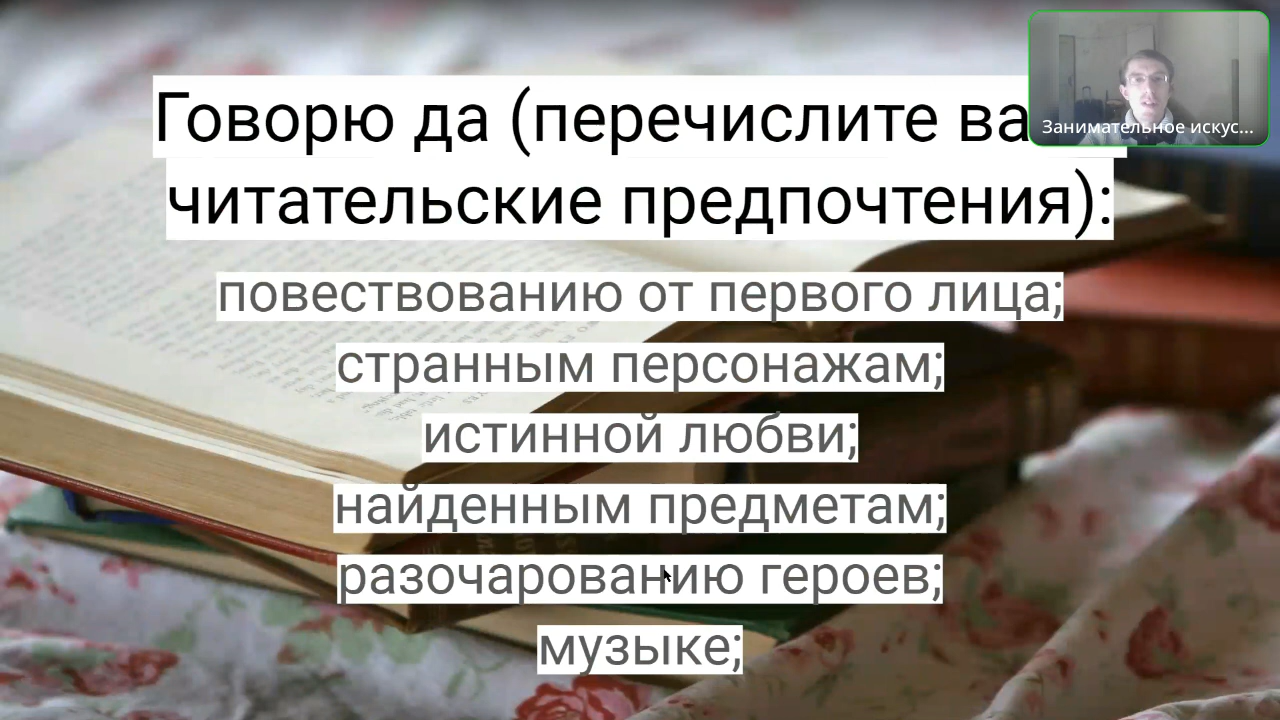 Говорю да (перечислите ва
читательские предпочтения):
повествованию от первого лица;
странным персонажам;
истинной любви;
найденным предметам;
разочарованию героев;
музыке;
Занимательное искус...